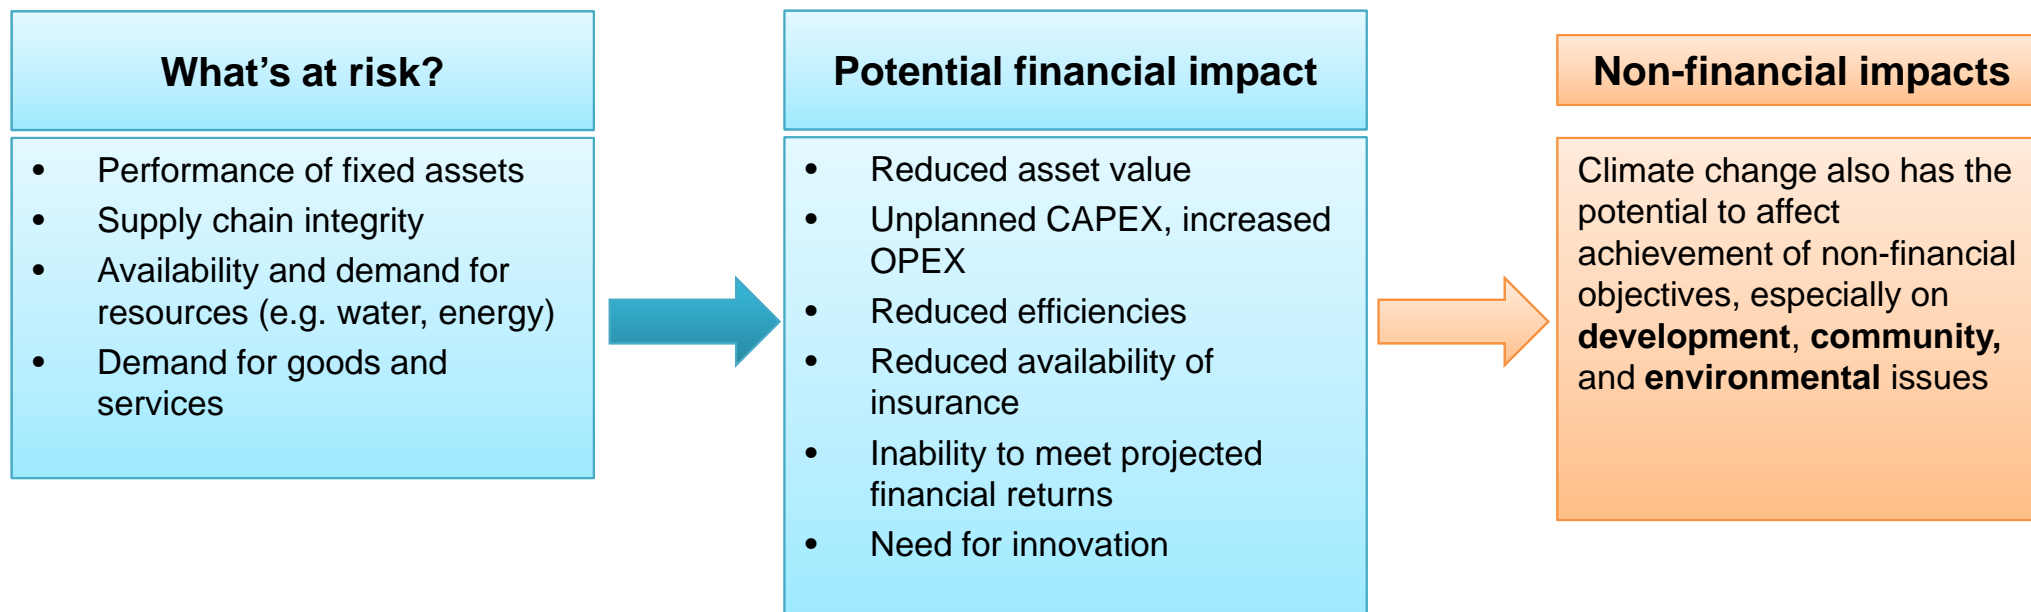 What’s at risk?
• Performance of fixed assets
• Supply chain integrity
• Availability and demand for
resources (e.g. water, energy)
• Demand for goods and
services
Potential financial impact
• Reduced asset value
• Unplanned CAPEX, increased
OPEX
• Reduced efficiencies
• Reduced availability of
insurance
• Inability to meet projected
financial returns
• Need for innovation
Non-financial impacts
Climate change also has the
potential to affect
achievement of non-financial
objectives, especially on
development, community,
and environmental issues